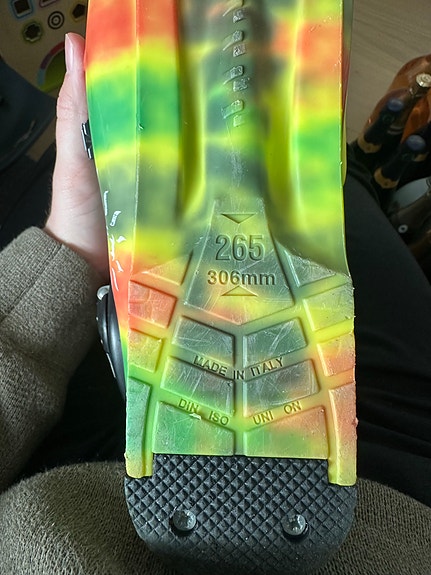 265
306mm
MADE IN ITALY
DIN ISO UNI ON